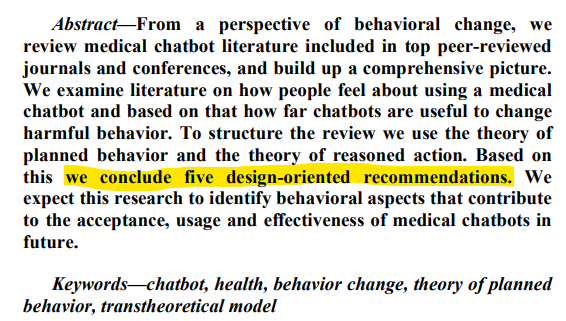 Abstract—From a perspective of behavioral change, we
review medical chatbot literature included in top peer-reviewed
journals and conferences, and build up a comprehensive picture.
We examine literature on how people feel about using a medical
chatbot and based on that how far chatbots are useful to change
harmful behavior. To structure the review we use the theory of
planned behavior and the theory of reasoned action. Based on
this we conclude five design-oriented recommendations. We
expect this research to identify behavioral aspects that contribute
to the acceptance, usage and effectiveness of medical chatbots in
future.
Keywords—chatbot, health, behavior change, theory of planned
behavior, transtheoretical model